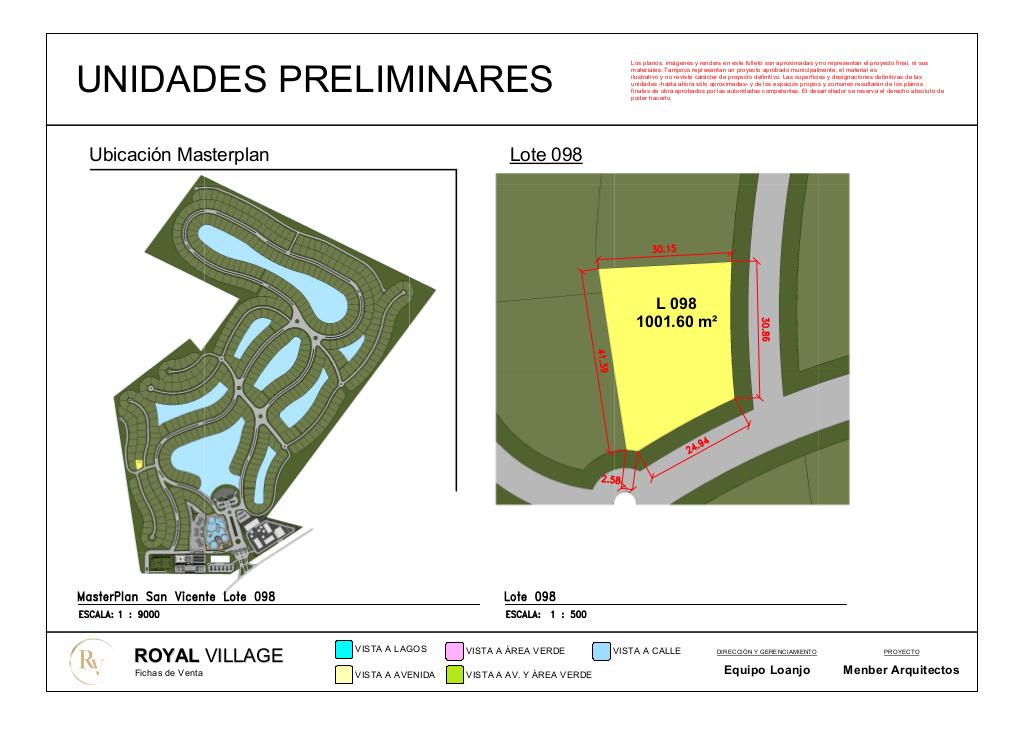 UNIDADES PRELIMINARES
Los planos, imágenes y renders en este folleto son aproximadas y no representan el proyecto final, ni sus
materiales. Tampoco representan un proyecto aprobado municipalmente, el material es
ilustrativo y no reviste carácter de proyecto definitivo. Las superficies y designaciones definitivas de las
unidades -hasta ahora sólo aproximadas- y de los espacios propios y comunes resultarán de los planos
finales de obra aprobados por las autoridades competentes. El desarrollador se reserva el derecho absoluto de
poder hacerlo.
Ubicación Masterplan
Lote 098
30.15
L 098
1001.60 m²
30.86
41.39
24.94
2.58
MasterPlan San Vicente Lote 098
ESCALA: 1 : 9000
Lote 098
ESCALA: 1 : 500
RV
ROYAL VILLAGE
Fichas de Venta
VISTA A LAGOS
VISTA A ÁREA VERDE
VISTA A CALLE
VISTA A AVENIDA
VISTA A AV. Y ÁREA VERDE
DIRECCIÓN Y GERENCIAMIENTO
Equipo Loanjo
PROYECTO
Menber Arquitectos